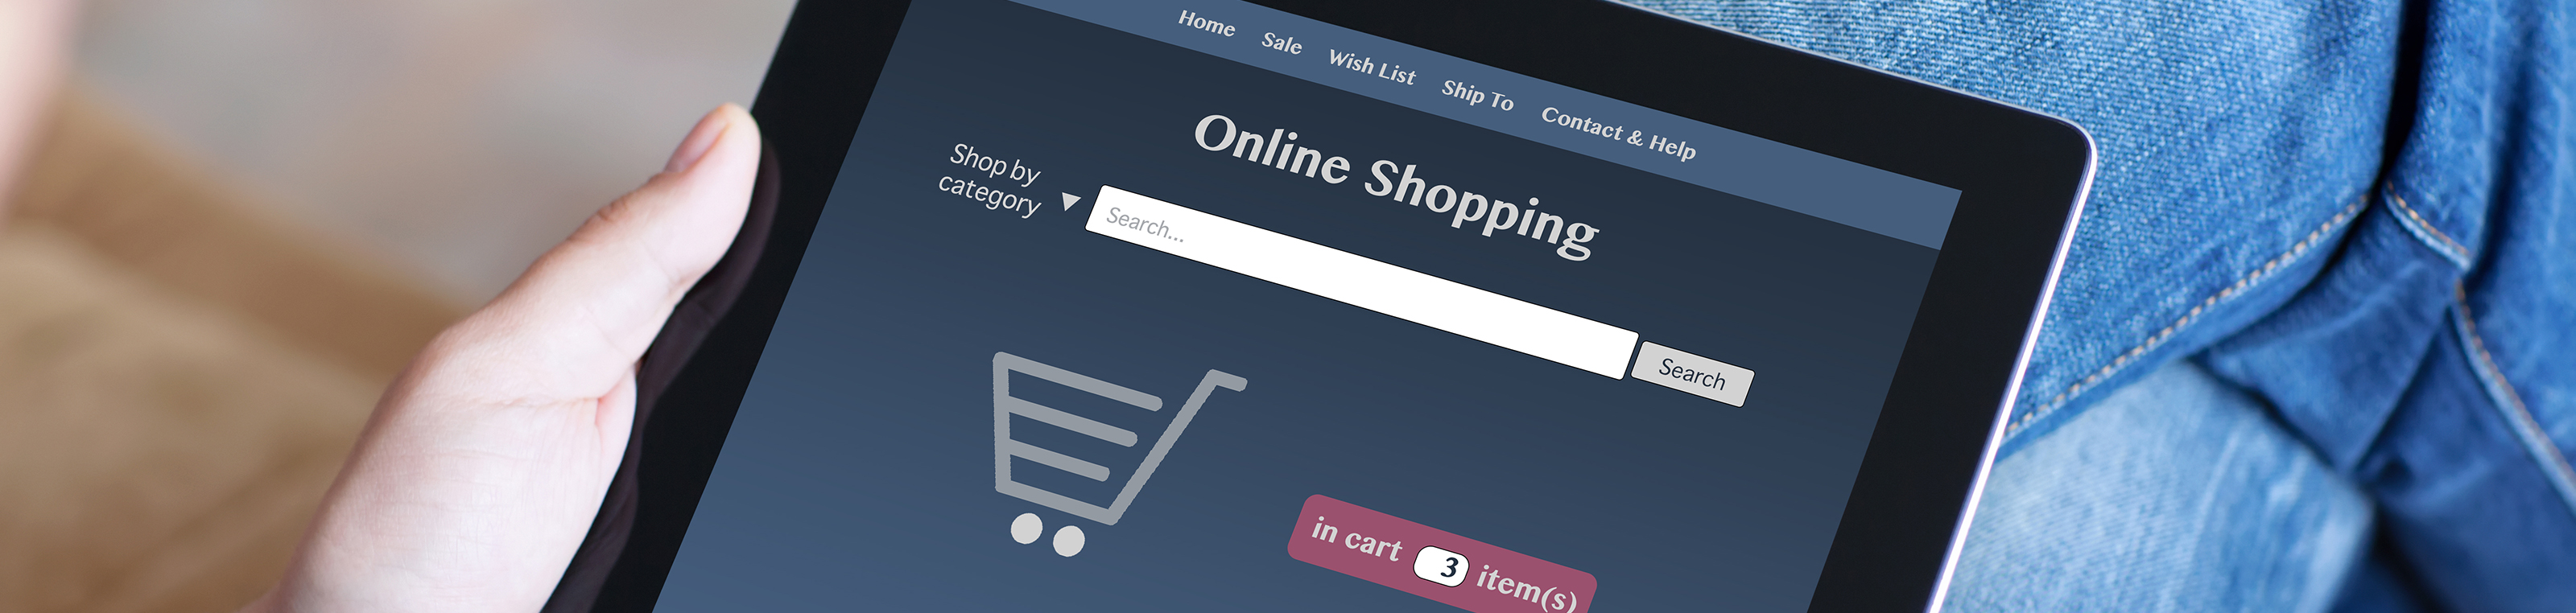 Home Sale Wish List Ship To Contact & Help
Online Shopping
Shop by
category
Search...
Search
in cart 3 item(s)